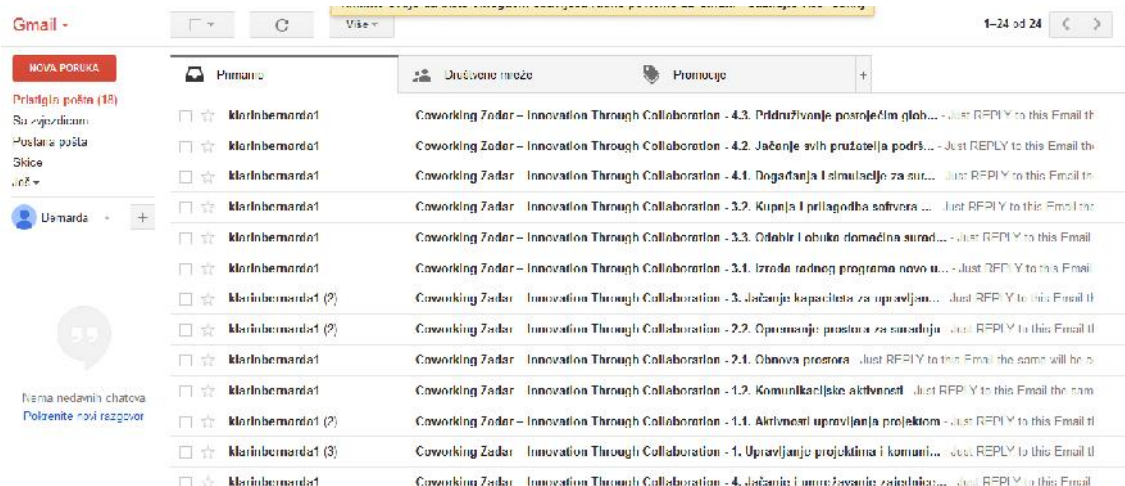 Gmail
Više
1–24 od 24
NOVA PORUKA
Primarno
Društvene mreže
Promocije
+
Pristigla pošta (18)
Sa zvjezdicom
Poslana pošta
Skice
Još
Bernarda
+
Nema nedavnih chatova
Pokrenite novi razgovor
klarinbernarda1 Coworking Zadar – Innovation Through Collaboration - 4.3. Pridruživanje postojećim glob... - Just REPLY to this Email th
klarinbernarda1 Coworking Zadar – Innovation Through Collaboration - 4.2. Jačanje svih pružatelja podrš... - Just REPLY to this Email the
klarinbernarda1 Coworking Zadar – Innovation Through Collaboration - 4.1. Događanja i simulacije za sur... - Just REPLY to this Email the
klarinbernarda1 Coworking Zadar – Innovation Through Collaboration - 3.2. Kupnja i prilagodba softvera ... - Just REPLY to this Email the
klarinbernarda1 Coworking Zadar – Innovation Through Collaboration - 3.3. Odabir i obuka domaćina surad... - Just REPLY to this Email
klarinbernarda1 Coworking Zadar – Innovation Through Collaboration - 3.1. Izrada radnog programa novo u... - Just REPLY to this Email
klarinbernarda1 (2) Coworking Zadar – Innovation Through Collaboration - 3. Jačanje kapaciteta za upravljan... - Just REPLY to this Email th
klarinbernarda1 (2) Coworking Zadar – Innovation Through Collaboration - 2.2. Opremanje prostora za suradnju - Just REPLY to this Email tl
klarinbernarda1 Coworking Zadar – Innovation Through Collaboration - 2.1. Obnova prostora - Just REPLY to this Email the same will be
klarinbernarda1 Coworking Zadar – Innovation Through Collaboration - 1.2. Komunikacijske aktivnosti - Just REPLY to this Email the sam
klarinbernarda1 (2) Coworking Zadar – Innovation Through Collaboration - 1.1. Aktivnosti upravljanja projektom - Just REPLY to this Email tl
klarinbernarda1 (3) Coworking Zadar – Innovation Through Collaboration - 1. Upravljanje projektima i komuni... - Just REPLY to this Email tl
klarinbernarda1 Coworking Zadar – Innovation Through Collaboration - 4. Jačanje i umrežavanje zajednice... - Just REPLY to this Email